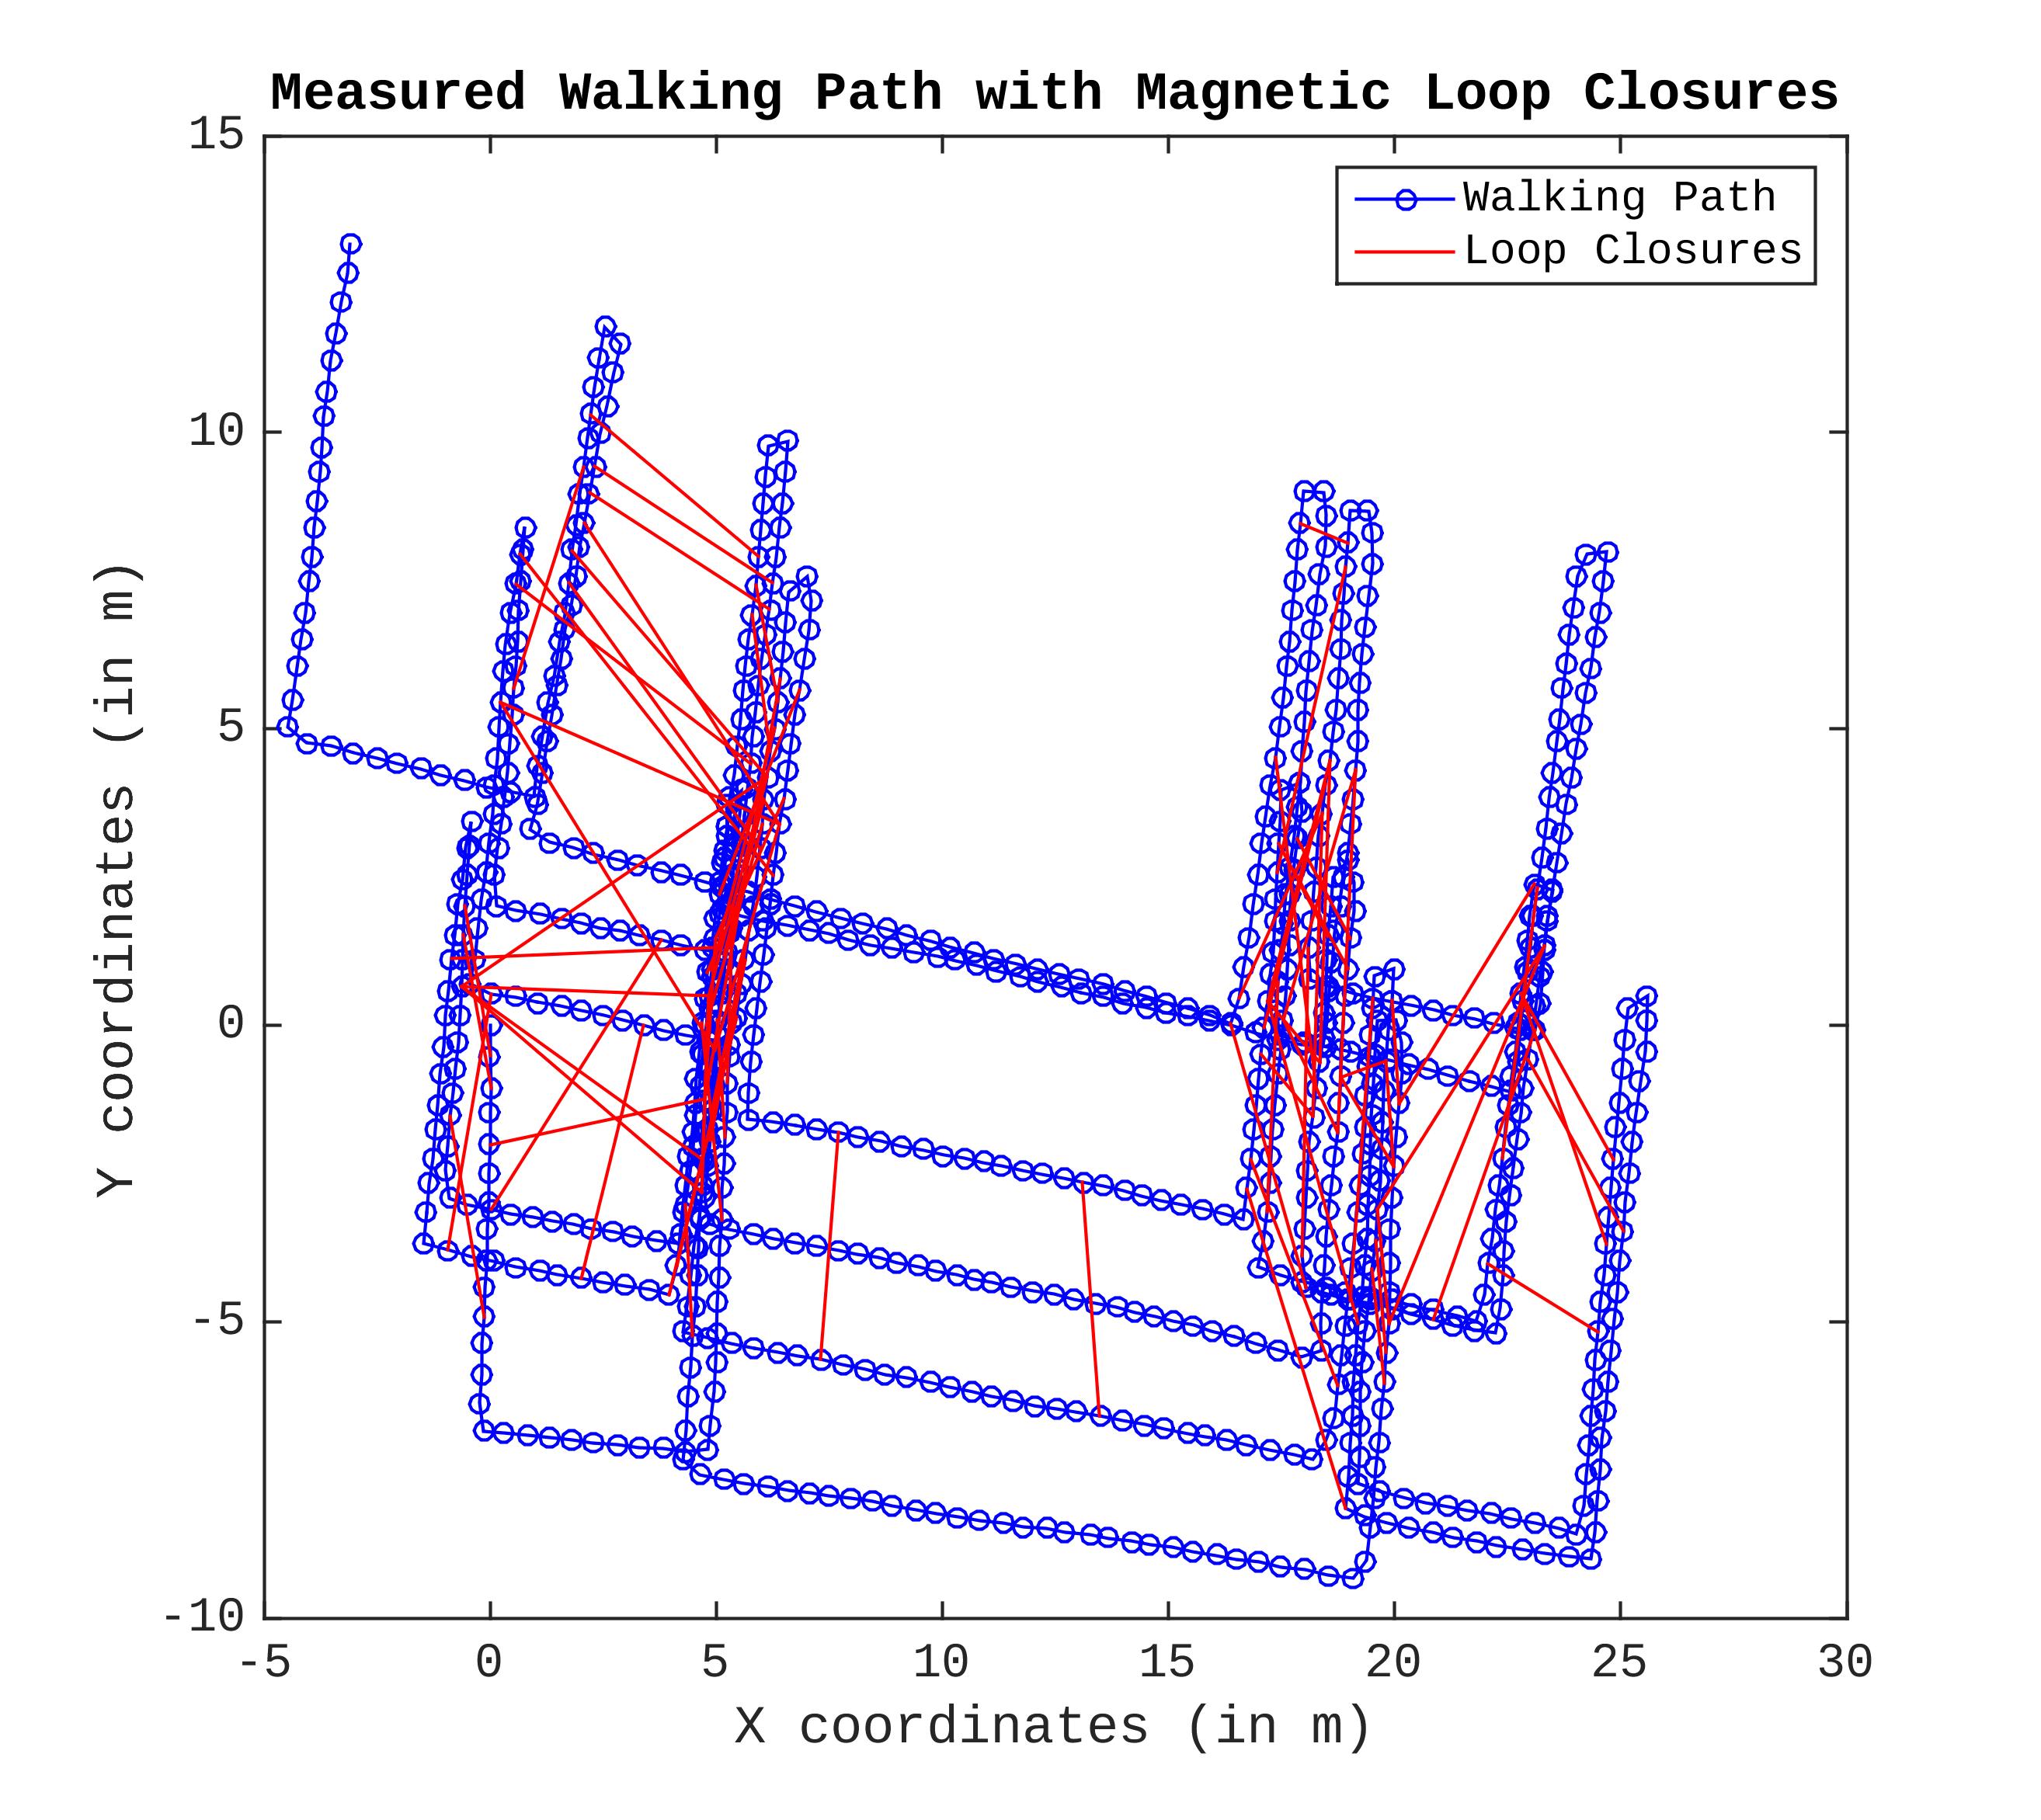 Measured Walking Path with Magnetic Loop Closures
15
Walking Path
Loop Closures
10
5
0
-5
-10
Y coordinates (in m)
-5 0 5 10 15 20 25 30
X coordinates (in m)